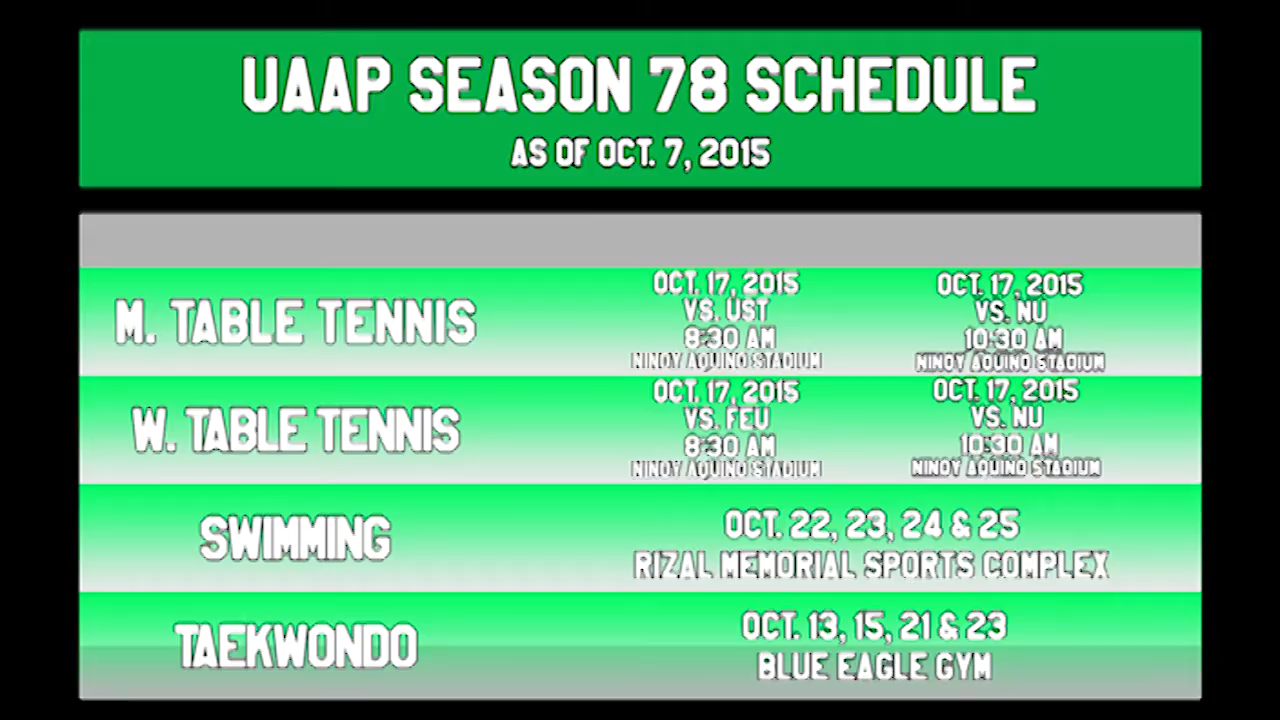 UAAP SEASON 78 SCHEDULE
AS OF OCT. 7, 2015
M. TABLE TENNIS
OCT. 17, 2015
VS. UST
8:30 AM
NINOY AQUINO STADIUM
OCT. 17, 2015
VS. NU
10:30 AM
NINOY AQUINO STADIUM
W. TABLE TENNIS
OCT. 17, 2015
VS. FEU
8:30 AM
NINOY AQUINO STADIUM
OCT. 17, 2015
VS. NU
10:30 AM
NINOY AQUINO STADIUM
SWIMMING
OCT. 22, 23, 24 & 25
RIZAL MEMORIAL SPORTS COMPLEX
TAEKWONDO
OCT. 13, 15, 21 & 23
BLUE EAGLE GYM